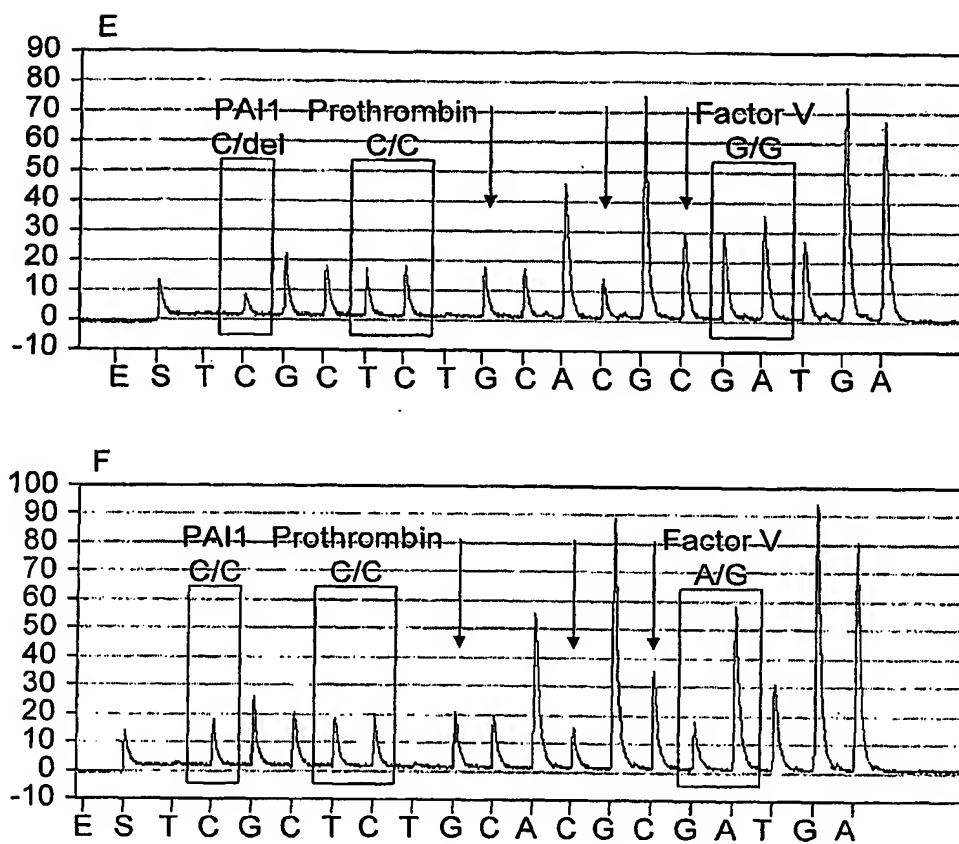 E
90
80
70
60
50
40
30
20
10
0
-10
PAI1 Prothrombin Factor V
C/del C/C G/G
E S T C G C T C T G C A C G C G A T G A
F
100
90
80
70
60
50
40
30
20
10
0
-10
PAI1 Prothrombin Factor V
C/C C/C A/G
E S T C G C T C T G C A C G C G A T G A